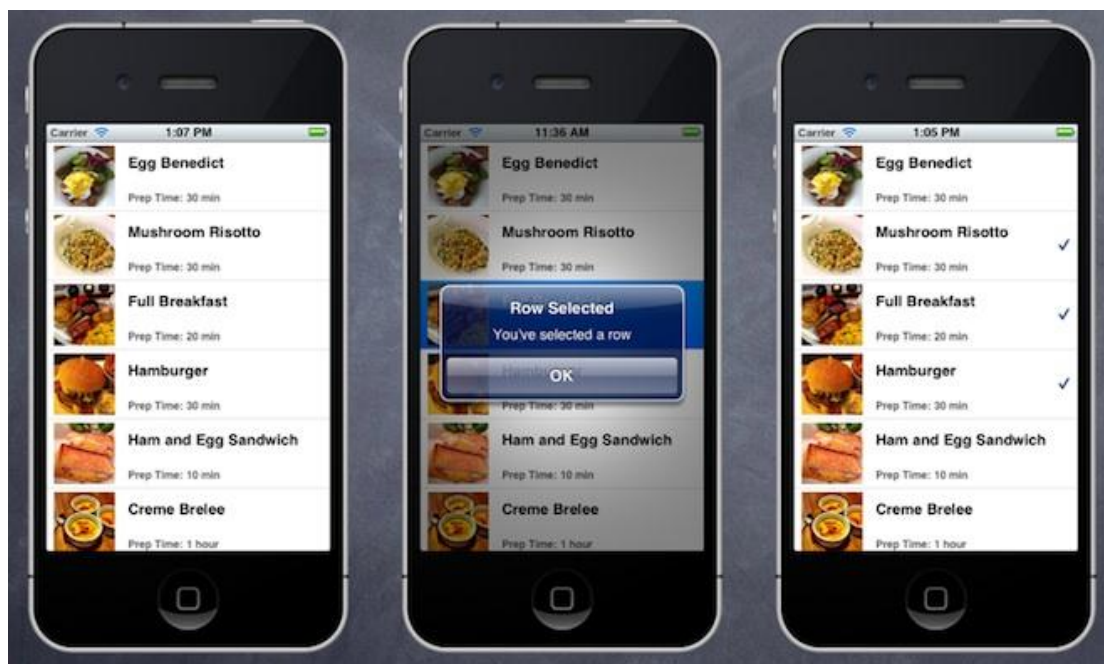 Carrier 1:07 PM
Egg Benedict
Prep Time: 30 min
Mushroom Risotto
Prep Time: 30 min
Full Breakfast
Prep Time: 20 min
Hamburger
Prep Time: 30 min
Ham and Egg Sandwich
Prep Time: 10 min
Creme Brelee
Prep Time: 1 hour
Carrier 11:36 AM
Egg Benedict
Prep Time: 30 min
Mushroom Risotto
Prep Time: 30 min
Row Selected
You've selected a row
Hamburger
OK
Prep Time: 30 min
Ham and Egg Sandwich
Prep Time: 10 min
Creme Brelee
Prep Time: 1 hour
Carrier 1:05 PM
Egg Benedict
Prep Time: 30 min
Mushroom Risotto
Prep Time: 30 min
Full Breakfast
Prep Time: 20 min
Hamburger
Prep Time: 30 min
Ham and Egg Sandwich
Prep Time: 10 min
Creme Brelee
Prep Time: 1 hour